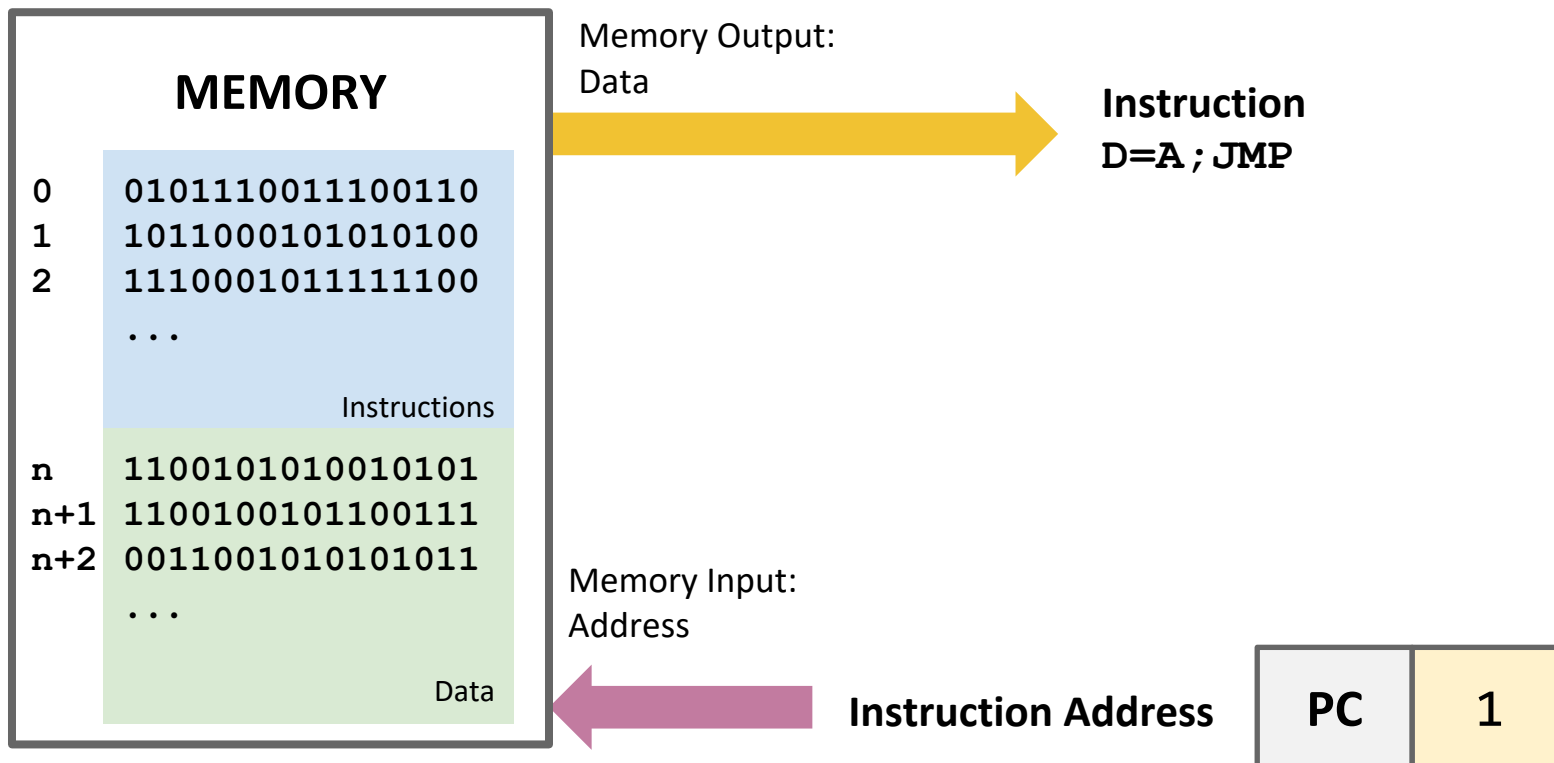 MEMORY
0 0101110011100110
1 1011000101010100
2 1110001011111100
...
Instructions
n 1100101010010101
n+1 1100100101100111
n+2 0011001010101011
...
Data
Memory Output:
Data
Instruction
D=A;JMP
Memory Input:
Address
Instruction Address
PC 1